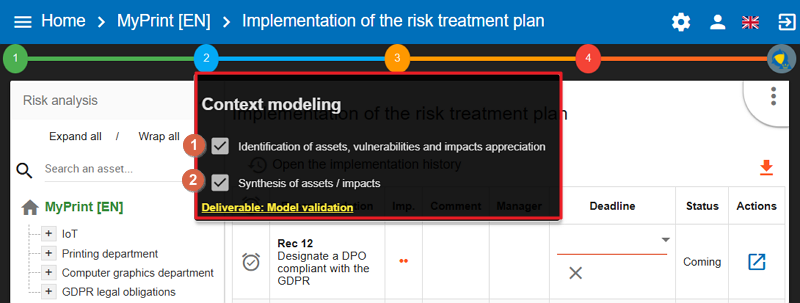 Home > MyPrint [EN] > Implementation of the risk treatment plan
1 2 3 4
Risk analysis
Expand all / Wrap all
Search an asset...
MyPrint [EN]
+ IoT
+ Printing department
+ Computer graphics department
+ GDPR legal obligations
Implementation of the risk treatment plan
Context modeling
1 Identification of assets, vulnerabilities and impacts appreciation
Open the implementation history
2 Synthesis of assets / impacts
Deliverable: Model validation
Imp. Comment Manager Deadline Status Actions
Rec 12
Designate a DPO
compliant with the
GDPR
•• Coming